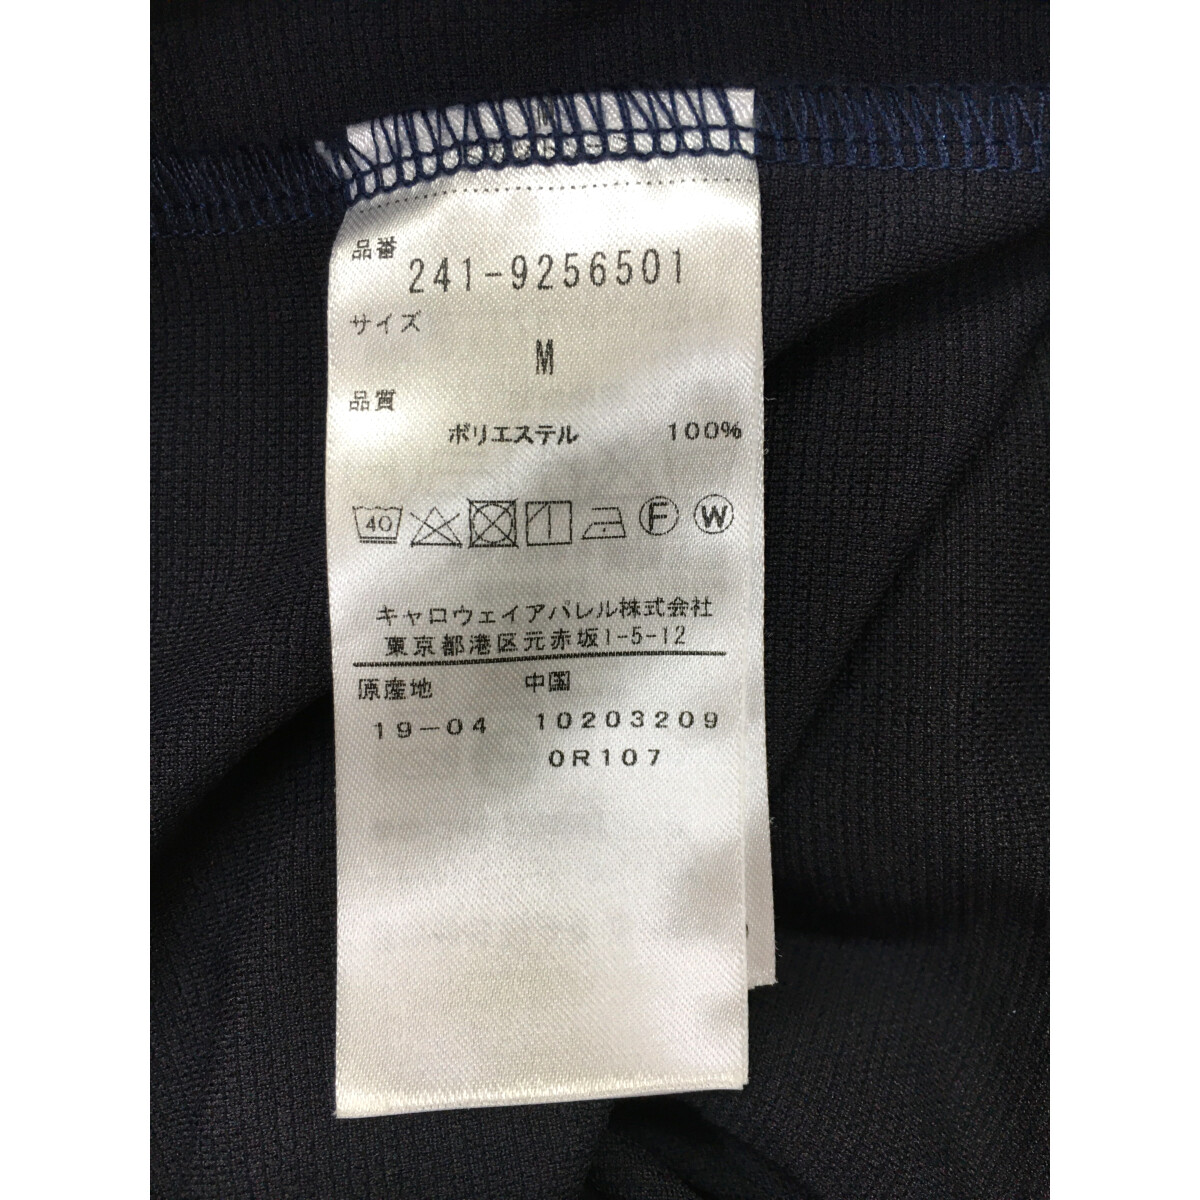 品番
241-9256501
サイズ
M
品質
ポリエステル 100%
40 F W
キャロウェイアパレル株式会社
東京都港区元赤坂1-5-12
原産地 中国
19-04 10203209
0R107